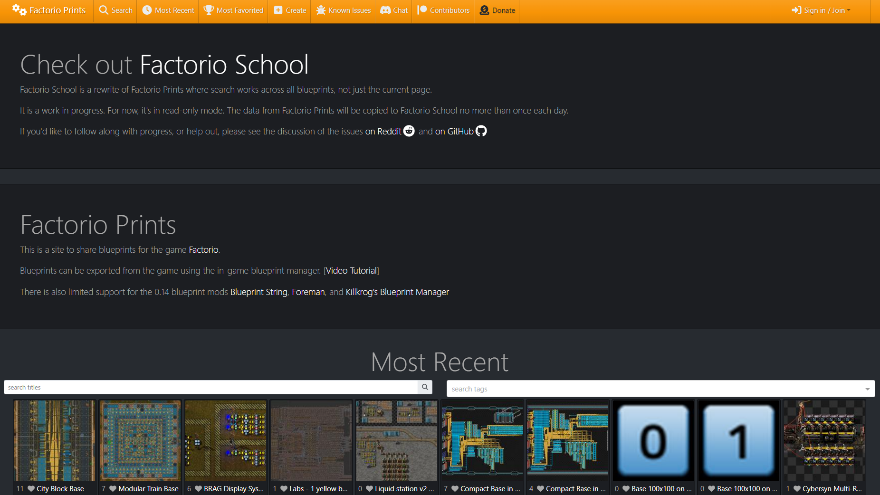 Factorio Prints Search Most Recent Most Favorited Create Known Issues Chat Contributors Donate Sign in / Join
Check out Factorio School
Factorio School is a rewrite of Factorio Prints where search works across all blueprints, not just the current page.
It is a work in progress. For now, it's in read-only mode. The data from Factorio Prints will be copied to Factorio School no more than once each day.
If you'd like to follow along with progress, or help out, please see the discussion of the issues on Reddit and on GitHub
Factorio Prints
This is a site to share blueprints for the game Factorio.
Blueprints can be exported from the game using the in-game blueprint manager. [Video Tutorial]
There is also limited support for the 0.14 blueprint mods Blueprint String, Foreman, and Killkrog's Blueprint Manager
Most Recent
search titles
search tags
0 1
11 City Block Base
7 Modular Train Base
6 BRAG Display Sys...
1 Labs 1 yellow b...
0 Liquid station v2 ...
7 Compact Base in ...
4 Compact Base in ...
0 Base 100x100 on ...
0 Base 100x100 on ...
1 Cybersyn Multi-R...